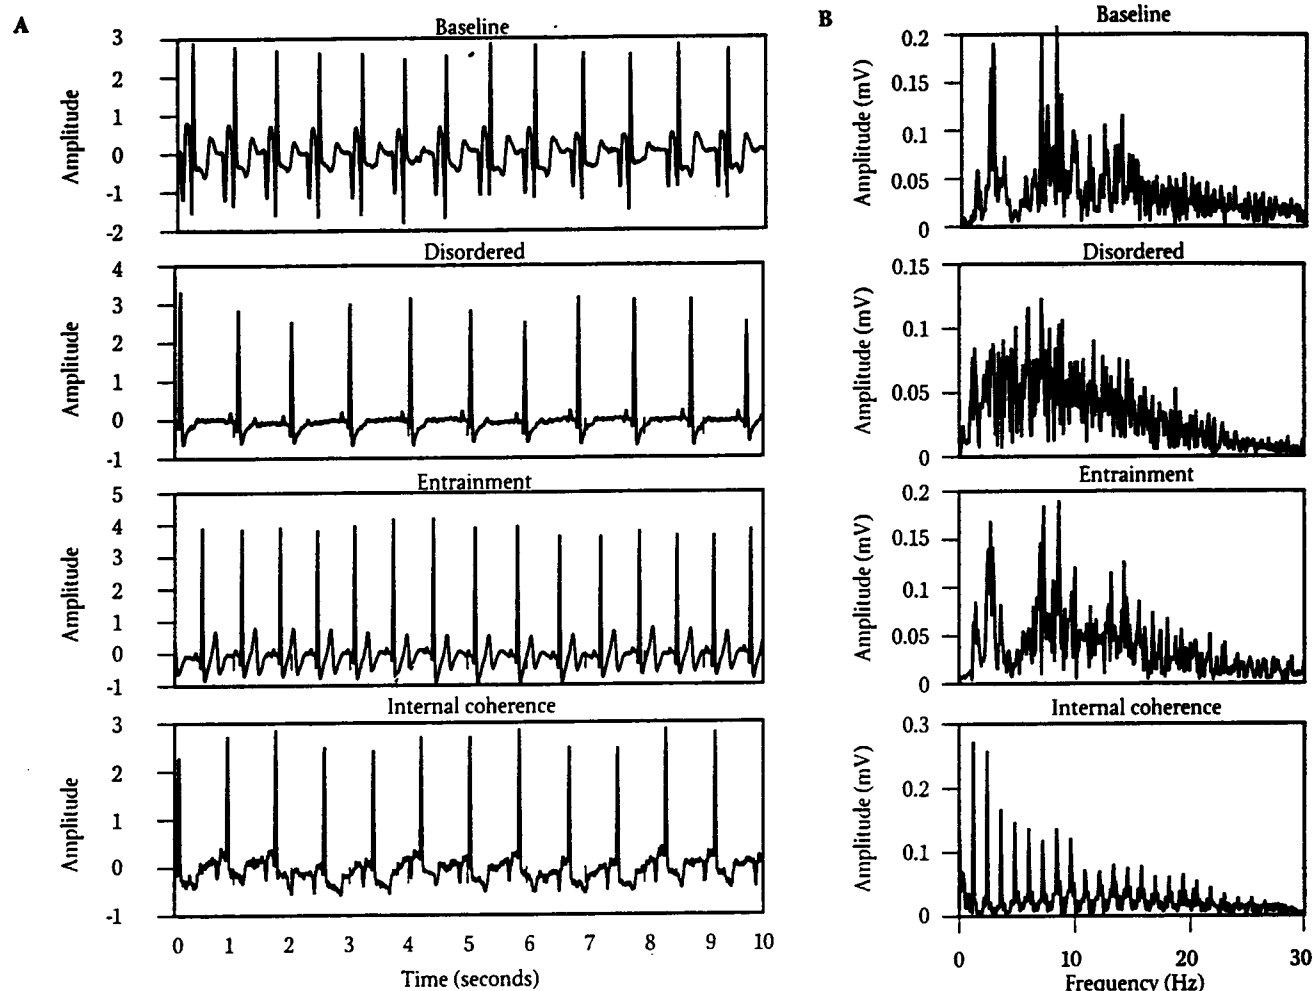 A
Baseline
Amplitude
3
2
1
0
-1
-2
Disordered
Amplitude
4
3
2
1
0
-1
Entrainment
Amplitude
5
4
3
2
1
0
-1
Internal coherence
Amplitude
3
2
1
0
-1
0 1 2 3 4 5 6 7 8 9 10
Time (seconds)
B
Baseline
Amplitude (mV)
0.2
0.15
0.1
0.05
0
Disordered
Amplitude (mV)
0.15
0.1
0.05
0
Entrainment
Amplitude (mV)
0.2
0.15
0.1
0.05
0
Internal coherence
Amplitude (mV)
0.3
0.2
0.1
0
0 10 20 30
Frequency (Hz)